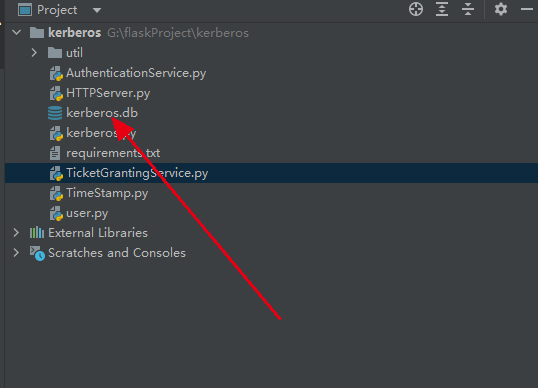 Project
kerberos G:\flaskProject\kerberos
util
AuthenticationService.py
HTTPServer.py
kerberos.db
kerberos.py
requirements.txt
TicketGrantingService.py
TimeStamp.py
user.py
External Libraries
Scratches and Consoles